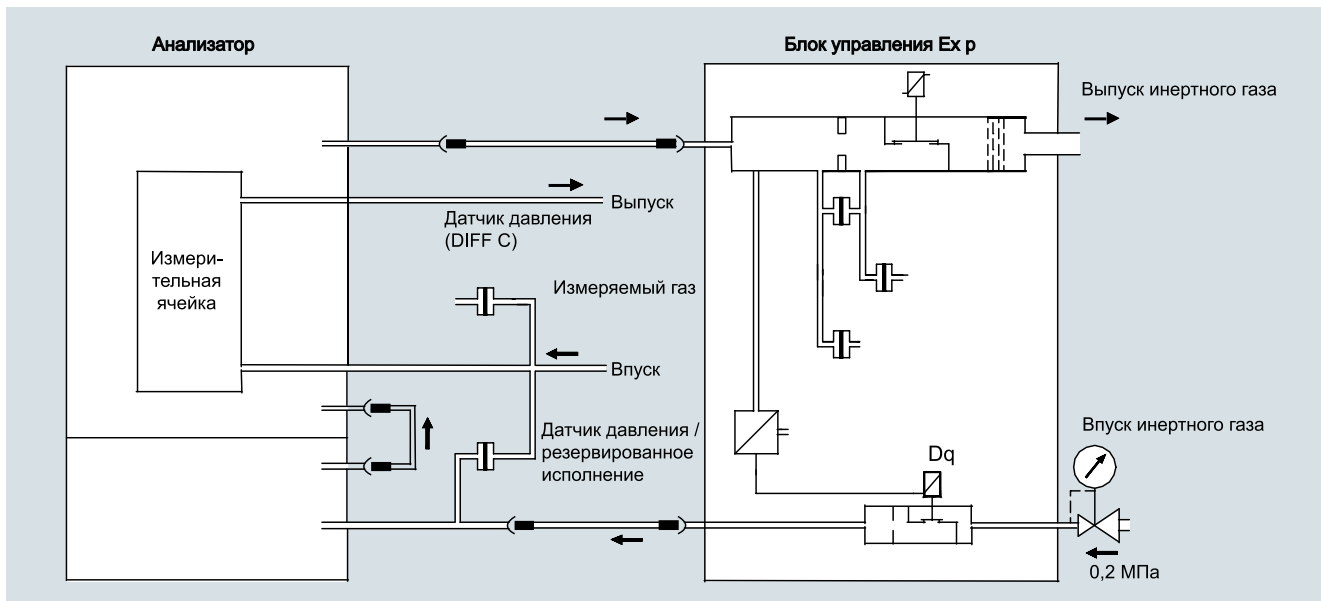 Анализатор
Блок управления Ex p
Выпуск инертного газа
Выпуск
Датчик давления
(DIFF C)
Измери-
тельная
ячейка
Измеряемый газ
Впуск
Датчик давления /
резервированное
исполнение
Dq
Впуск инертного газа
0,2 МПа